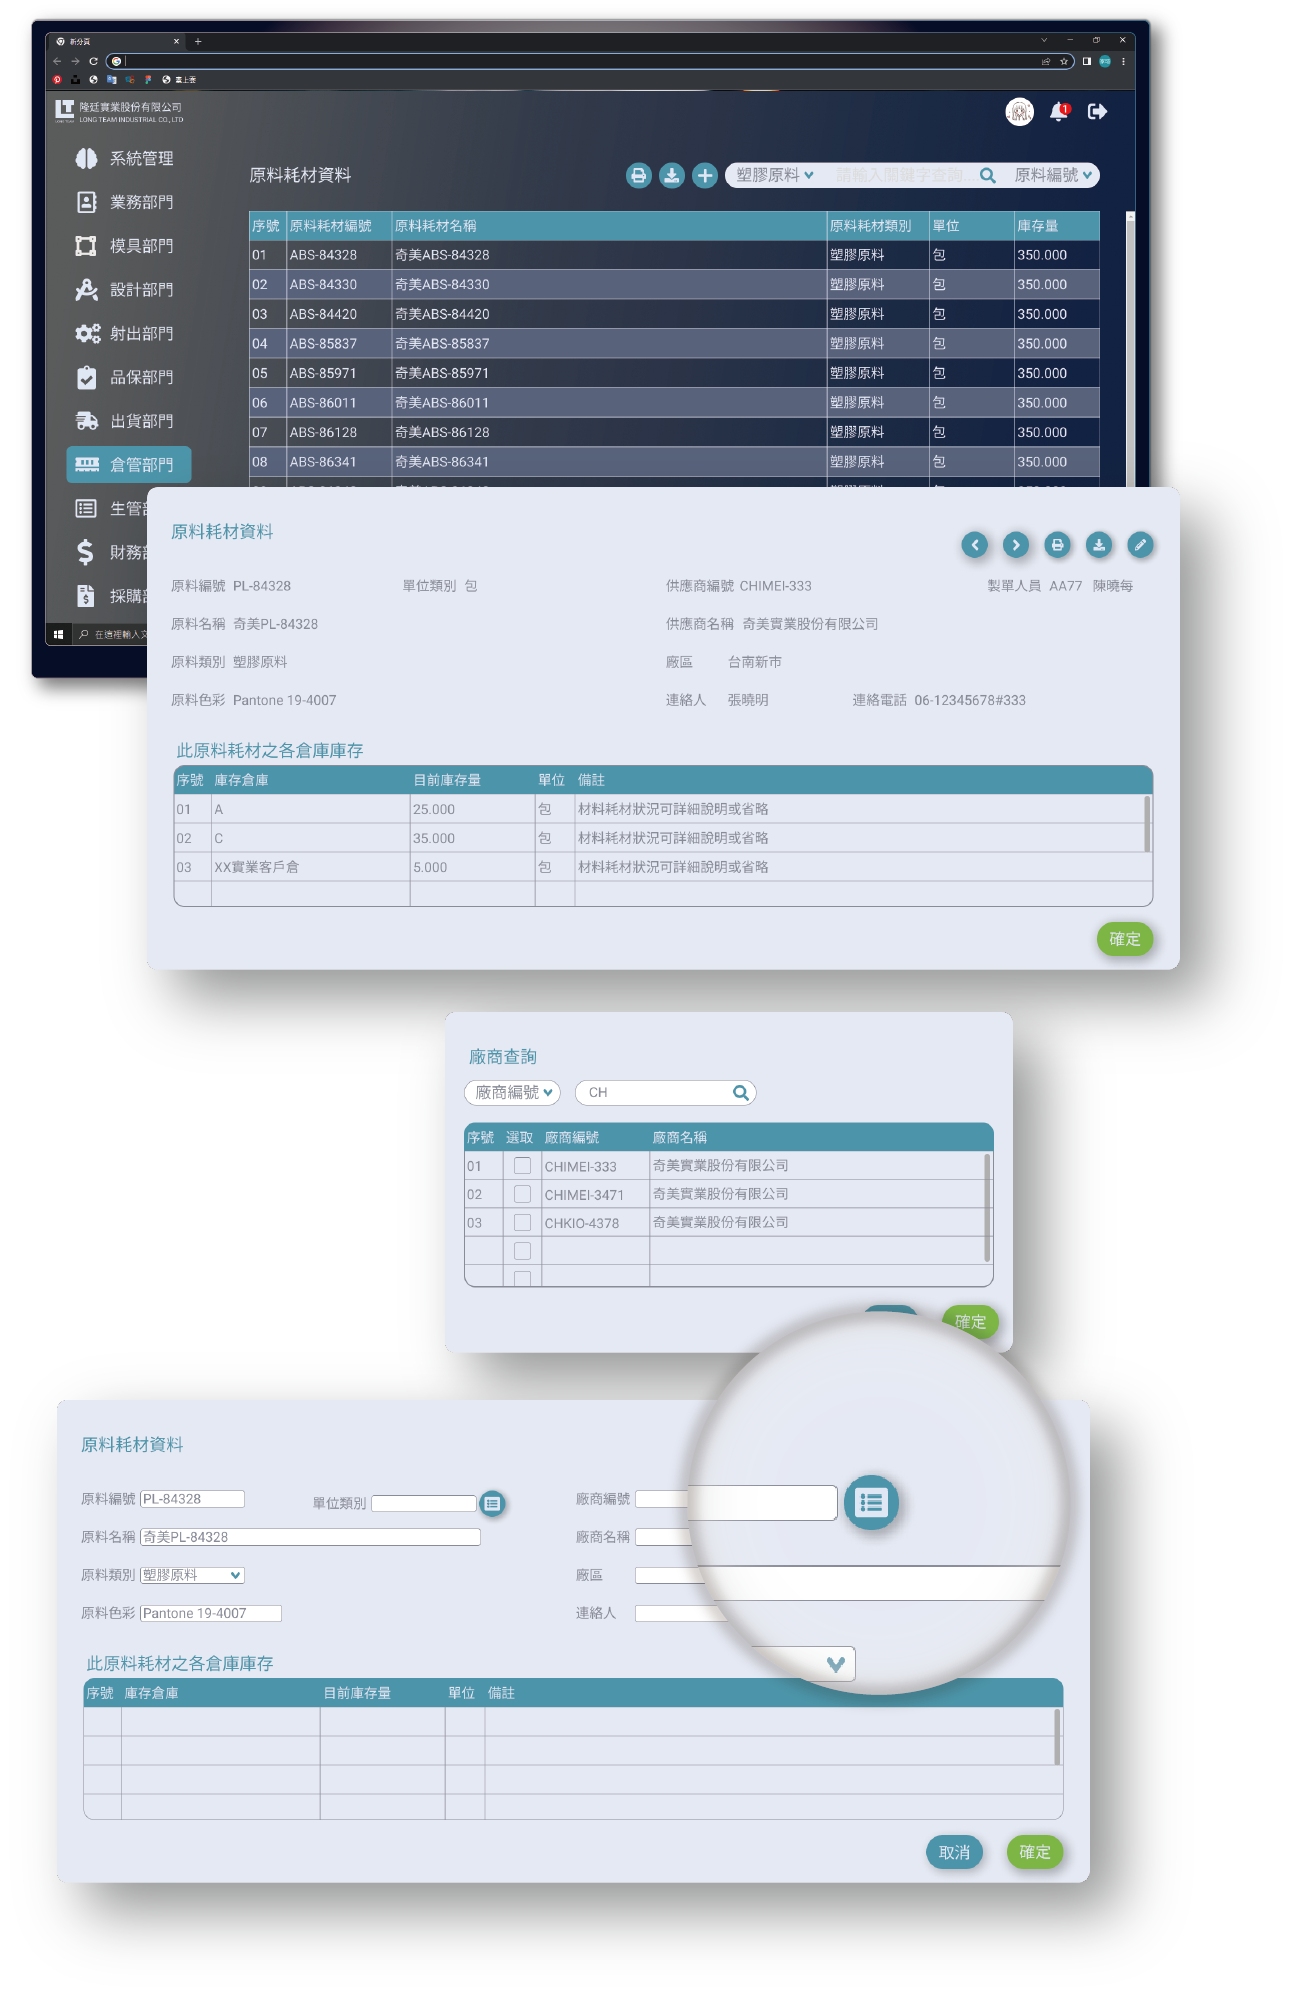 新分頁
在這裡輸入文
隆廷實業股份有限公司
LONG TEAM INDUSTRIAL CO., LTD
1
系統管理
業務部門
模具部門
設計部門
射出部門
品保部門
出貨部門
倉管部門
生管
財務
採購
原料耗材資料
塑膠原料
請輸入關鍵字查詢...
原料編號
序號 原料耗材編號 原料耗材名稱 原料耗材類別 單位 庫存量
01 ABS-84328 奇美ABS-84328 塑膠原料 包 350.000
02 ABS-84330 奇美ABS-84330 塑膠原料 包 350.000
03 ABS-84420 奇美ABS-84420 塑膠原料 包 350.000
04 ABS-85837 奇美ABS-85837 塑膠原料 包 350.000
05 ABS-85971 奇美ABS-85971 塑膠原料 包 350.000
06 ABS-86011 奇美ABS-86011 塑膠原料 包 350.000
07 ABS-86128 奇美ABS-86128 塑膠原料 包 350.000
08 ABS-86341 奇美ABS-86341 塑膠原料 包 350.000
原料耗材資料
原料編號 PL-84328 單位類別 包 供應商編號 CHIMEI-333 製單人員 AA77 陳曉每
原料名稱 奇美PL-84328 供應商名稱 奇美實業股份有限公司
原料類別 塑膠原料 廠區 台南新市
原料色彩 Pantone 19-4007 連絡人 張曉明 連絡電話 06-12345678#333
此原料耗材之各倉庫庫存
序號 庫存倉庫 目前庫存量 單位 備註
01 A 25.000 包 材料耗材狀況可詳細說明或省略
02 C 35.000 包 材料耗材狀況可詳細說明或省略
03 XX實業客戶倉 5.000 包 材料耗材狀況可詳細說明或省略
確定
廠商查詢
廠商編號 CH
序號 選取 廠商編號 廠商名稱
01 CHIMEI-333 奇美實業股份有限公司
02 CHIMEI-3471 奇美實業股份有限公司
03 CHKIO-4378 奇美實業股份有限公司
確定
原料耗材資料
原料編號 PL-84328 單位類別 廠商編號
原料名稱 奇美PL-84328 廠商名稱
原料類別 塑膠原料 廠區
原料色彩 Pantone 19-4007 連絡人
此原料耗材之各倉庫庫存
序號 庫存倉庫 目前庫存量 單位 備註
取消 確定